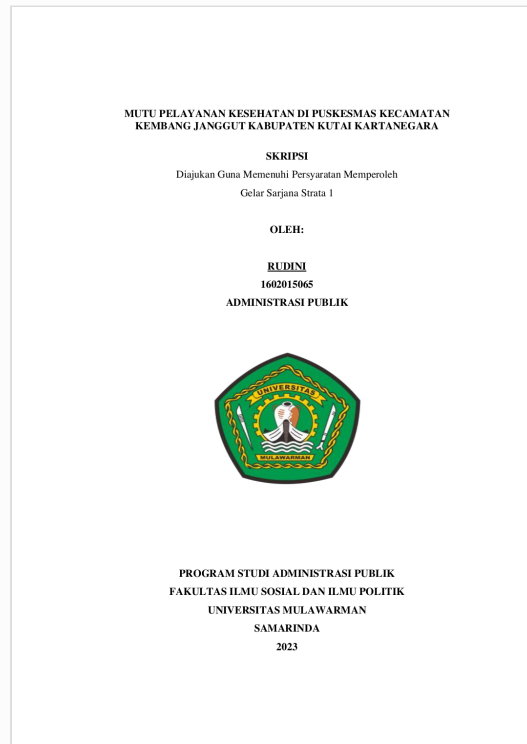 MUTU PELAYANAN KESEHATAN DI PUSKESMAS KECAMATAN
KEMBANG JANGGUT KABUPATEN KUTAI KARTANEGARA
SKRIPSI
Diajukan Guna Memenuhi Persyaratan Memperoleh
Gelar Sarjana Strata 1
OLEH:
RUDINI
1602015065
ADMINISTRASI PUBLIK
UNIVERSITAS
MULAWARMAN
PROGRAM STUDI ADMINISTRASI PUBLIK
FAKULTAS ILMU SOSIAL DAN ILMU POLITIK
UNIVERSITAS MULAWARMAN
SAMARINDA
2023